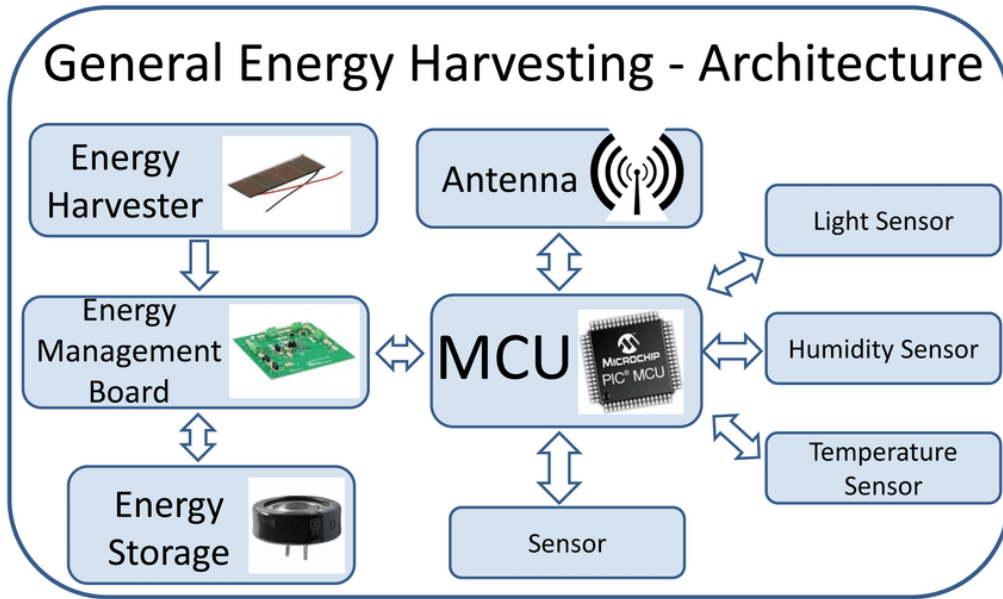 General Energy Harvesting - Architecture
Energy
Harvester
Antenna
Light Sensor
Energy
Management
Board
MCU
MICROCHIP
PIC® MCU
Humidity Sensor
Temperature
Sensor
Energy
Storage
Sensor